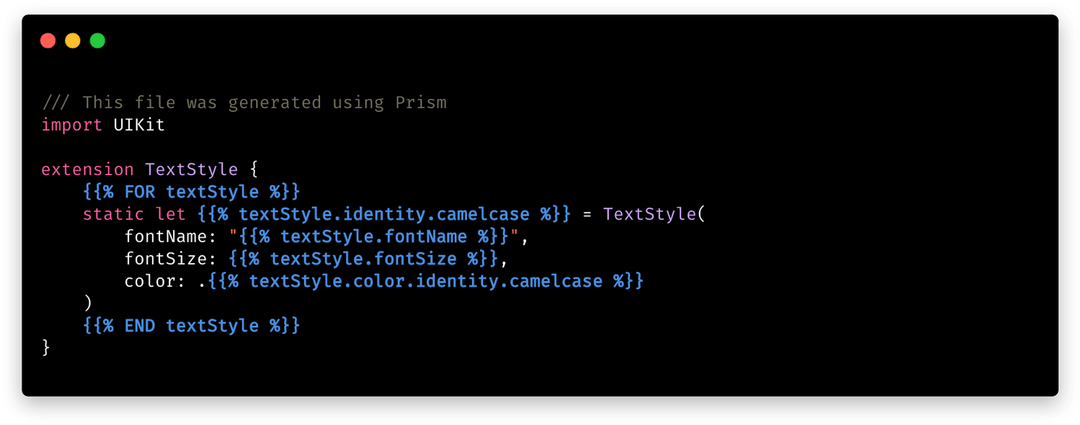 /// This file was generated using Prism
import UIKit
extension TextStyle {
{{% FOR textStyle %}}
static let {{% textStyle.identity.camelcase %}} = TextStyle(
fontName: "{{% textStyle.fontName %}}",
fontSize: {{% textStyle.fontSize %}},
color: .{{% textStyle.color.identity.camelcase %}}
)
{{% END textStyle %}}
}